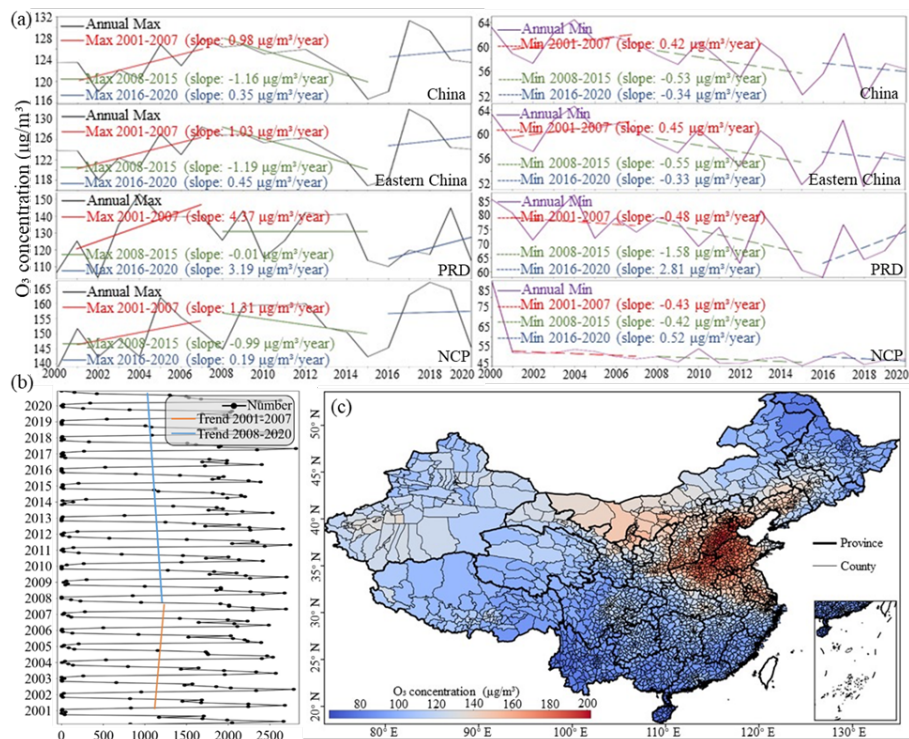 (a)
O₃ concentration (μg/m³)
128
126
124
122
120
118
116
Annual Max
Max 2001-2007 (slope: 0.98 μg/m³/year)
Max 2008-2015 (slope: -1.16 μg/m³/year)
Max 2016-2020 (slope: 0.35 μg/m³/year)
China
64
60
56
52
Annual Min
Min 2001-2007 (slope: 0.42 μg/m³/year)
Min 2008-2015 (slope: -0.53 μg/m³/year)
Min 2016-2020 (slope: -0.34 μg/m³/year)
China
128
126
124
122
120
118
116
Annual Max
Max 2001-2007 (slope: 1.03 μg/m³/year)
Max 2008-2015 (slope: -1.19 μg/m³/year)
Max 2016-2020 (slope: 0.45 μg/m³/year)
Eastern China
64
60
56
52
Annual Min
Min 2001-2007 (slope: 0.45 μg/m³/year)
Min 2008-2015 (slope: -0.55 μg/m³/year)
Min 2016-2020 (slope: -0.33 μg/m³/year)
Eastern China
150
140
130
120
110
Annual Max
Max 2001-2007 (slope: 4.37 μg/m³/year)
Max 2008-2015 (slope: -0.01 μg/m³/year)
Max 2016-2020 (slope: 3.19 μg/m³/year)
PRD
85
80
75
70
65
60
Annual Min
Min 2001-2007 (slope: -0.48 μg/m³/year)
Min 2008-2015 (slope: -1.58 μg/m³/year)
Min 2016-2020 (slope: 2.81 μg/m³/year)
PRD
165
160
155
150
145
140
Annual Max
Max 2001-2007 (slope: 1.31 μg/m³/year)
Max 2008-2015 (slope: -0.99 μg/m³/year)
Max 2016-2020 (slope: 0.19 μg/m³/year)
NCP
2000 2002 2004 2006 2008 2010 2012 2014 2016 2018 2020
85
75
65
55
45
Annual Min
Min 2001-2007 (slope: -0.43 μg/m³/year)
Min 2008-2015 (slope: -0.42 μg/m³/year)
Min 2016-2020 (slope: 0.52 μg/m³/year)
NCP
2000 2002 2004 2006 2008 2010 2012 2014 2016 2018 2020
(b)
Number
Trend 2001-2007
Trend 2008-2020
2020
2019
2018
2017
2016
2015
2014
2013
2012
2011
2010
2009
2008
2007
2006
2005
2004
2003
2002
2001
0 500 1000 1500 2000 2500
(c)
50° N
45° N
40° N
35° N
30° N
25° N
20° N
Province
County
O₃ concentration (μg/m³)
80 100 120 140 160 180 200
80° E 90° E 100° E 110° E 120° E 130° E